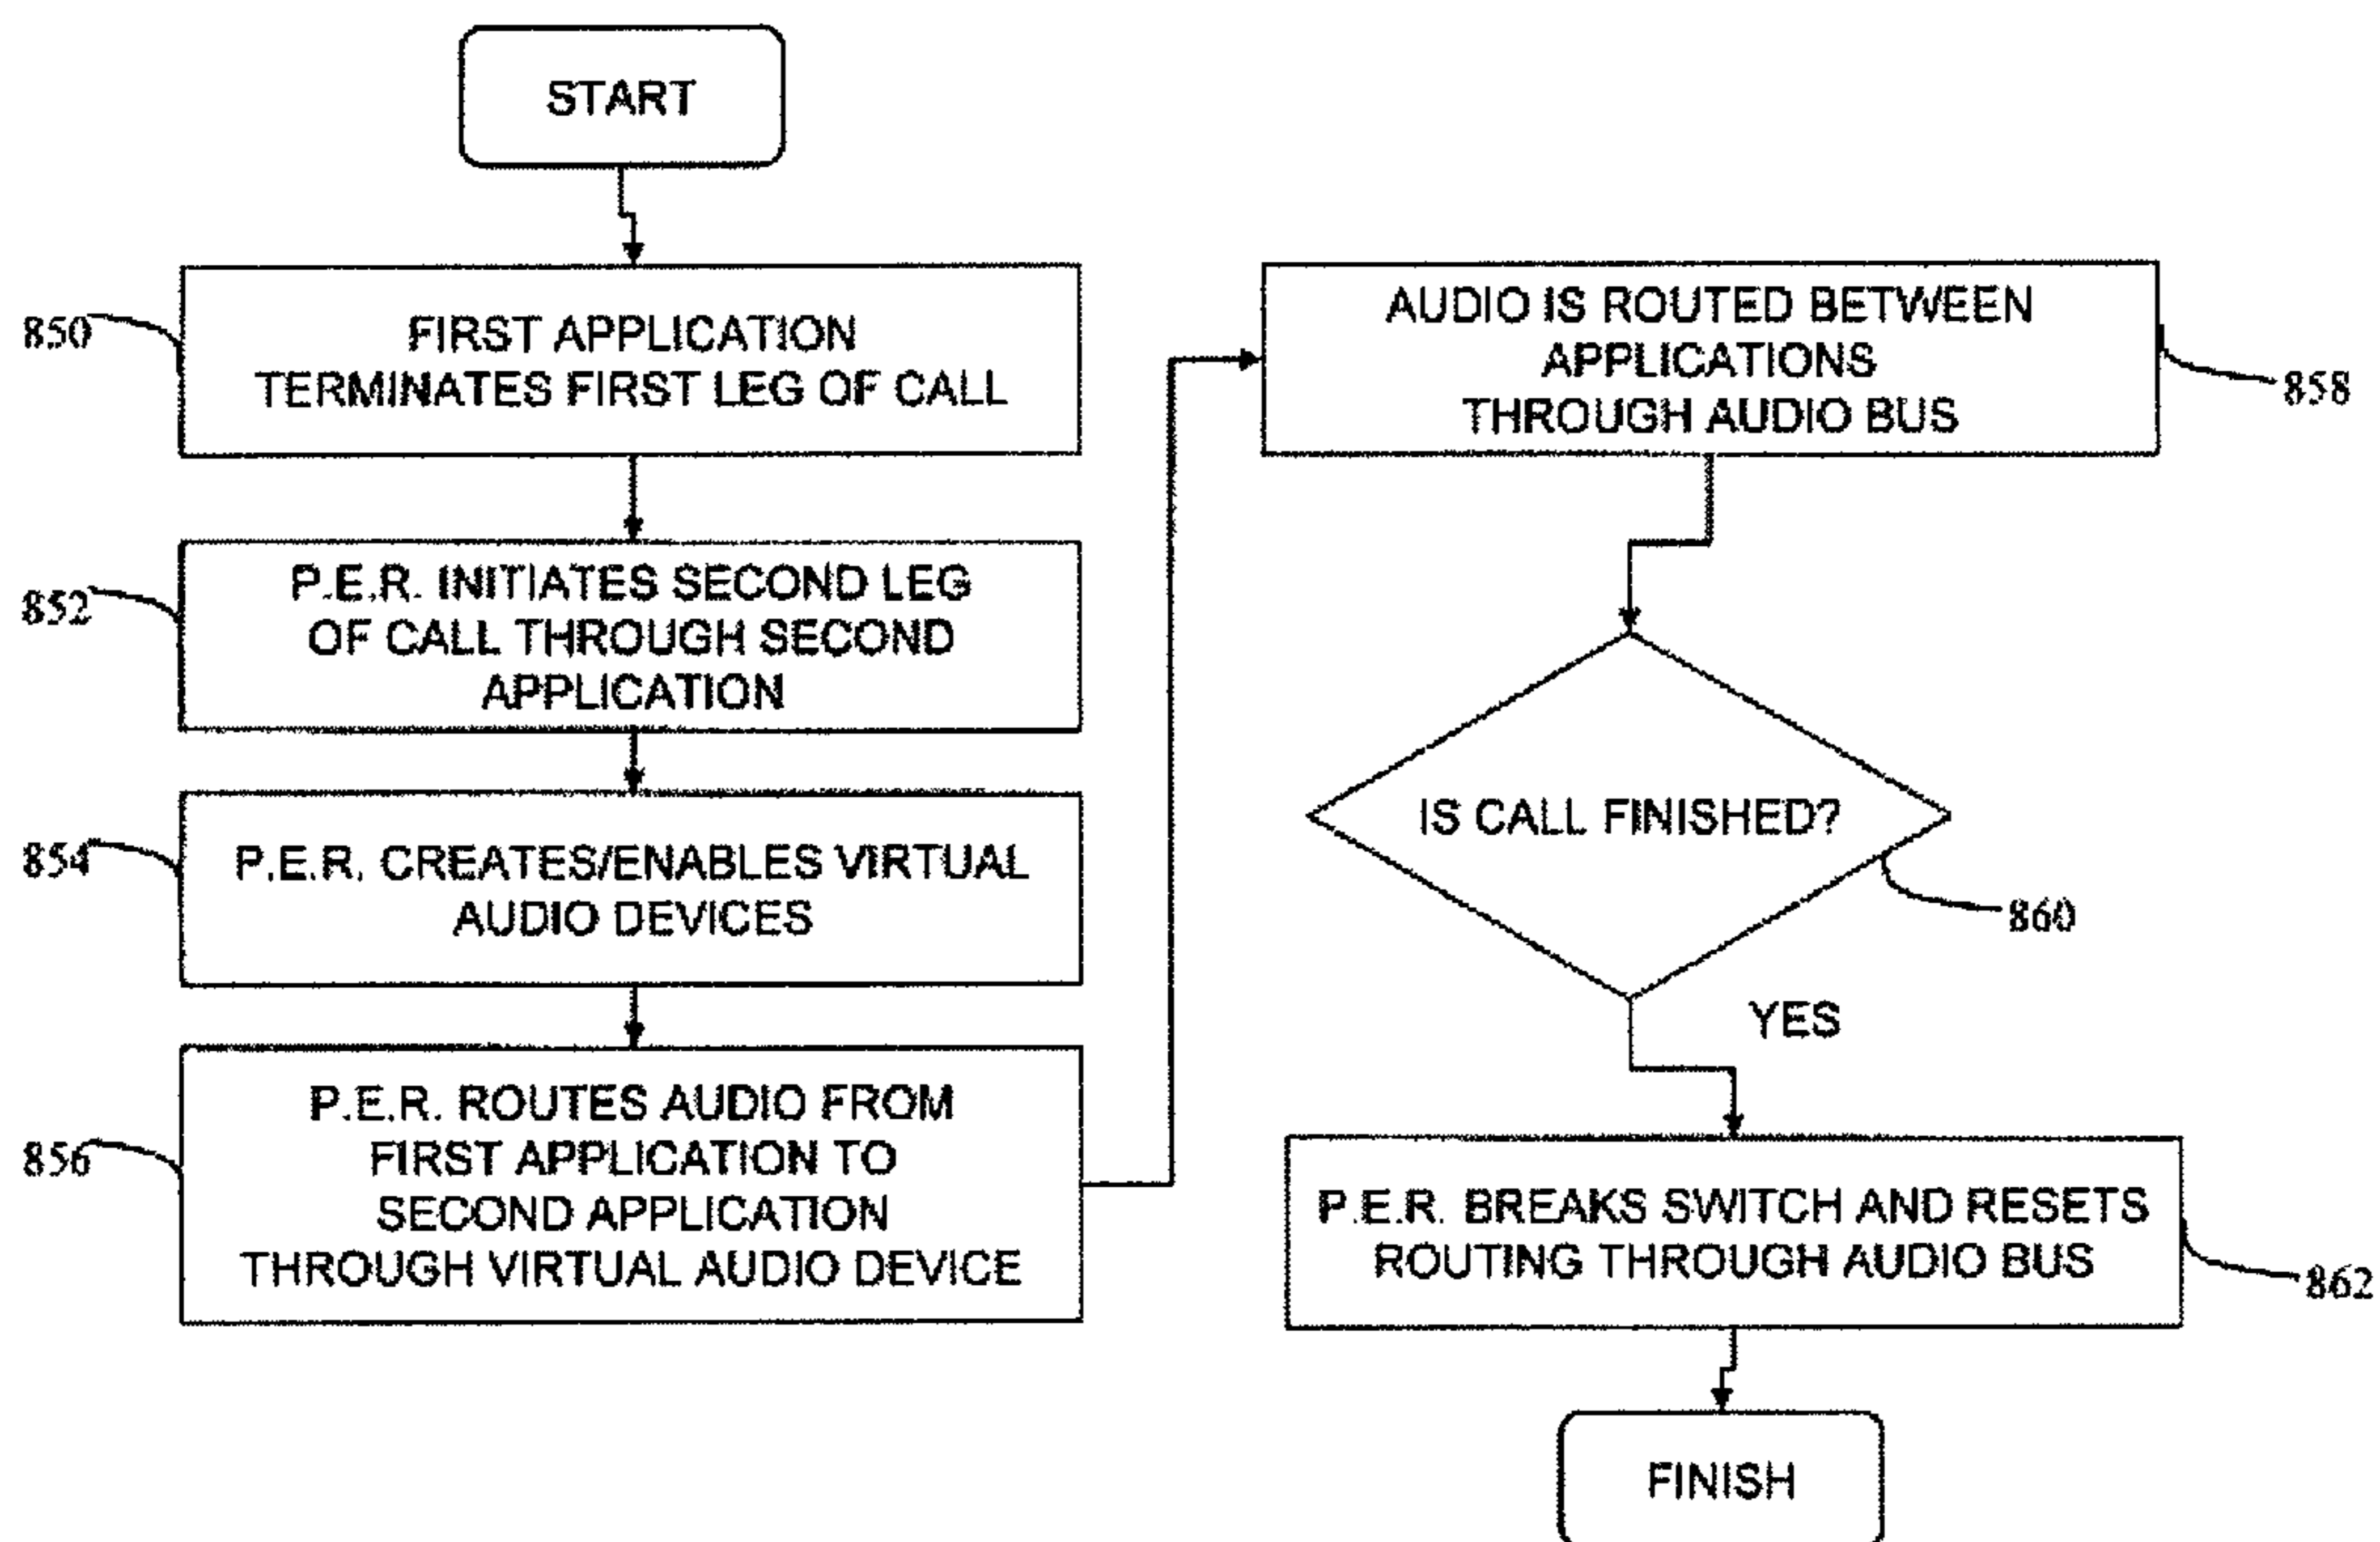 START
850
FIRST APPLICATION
TERMINATES FIRST LEG OF CALL
852
P.E.R. INITIATES SECOND LEG
OF CALL THROUGH SECOND
APPLICATION
854
P.E.R. CREATES/ENABLES VIRTUAL
AUDIO DEVICES
856
P.E.R. ROUTES AUDIO FROM
FIRST APPLICATION TO
SECOND APPLICATION
THROUGH VIRTUAL AUDIO DEVICE
AUDIO IS ROUTED BETWEEN
APPLICATIONS
THROUGH AUDIO BUS
858
IS CALL FINISHED?
860
YES
P.E.R. BREAKS SWITCH AND RESETS
ROUTING THROUGH AUDIO BUS
862
FINISH